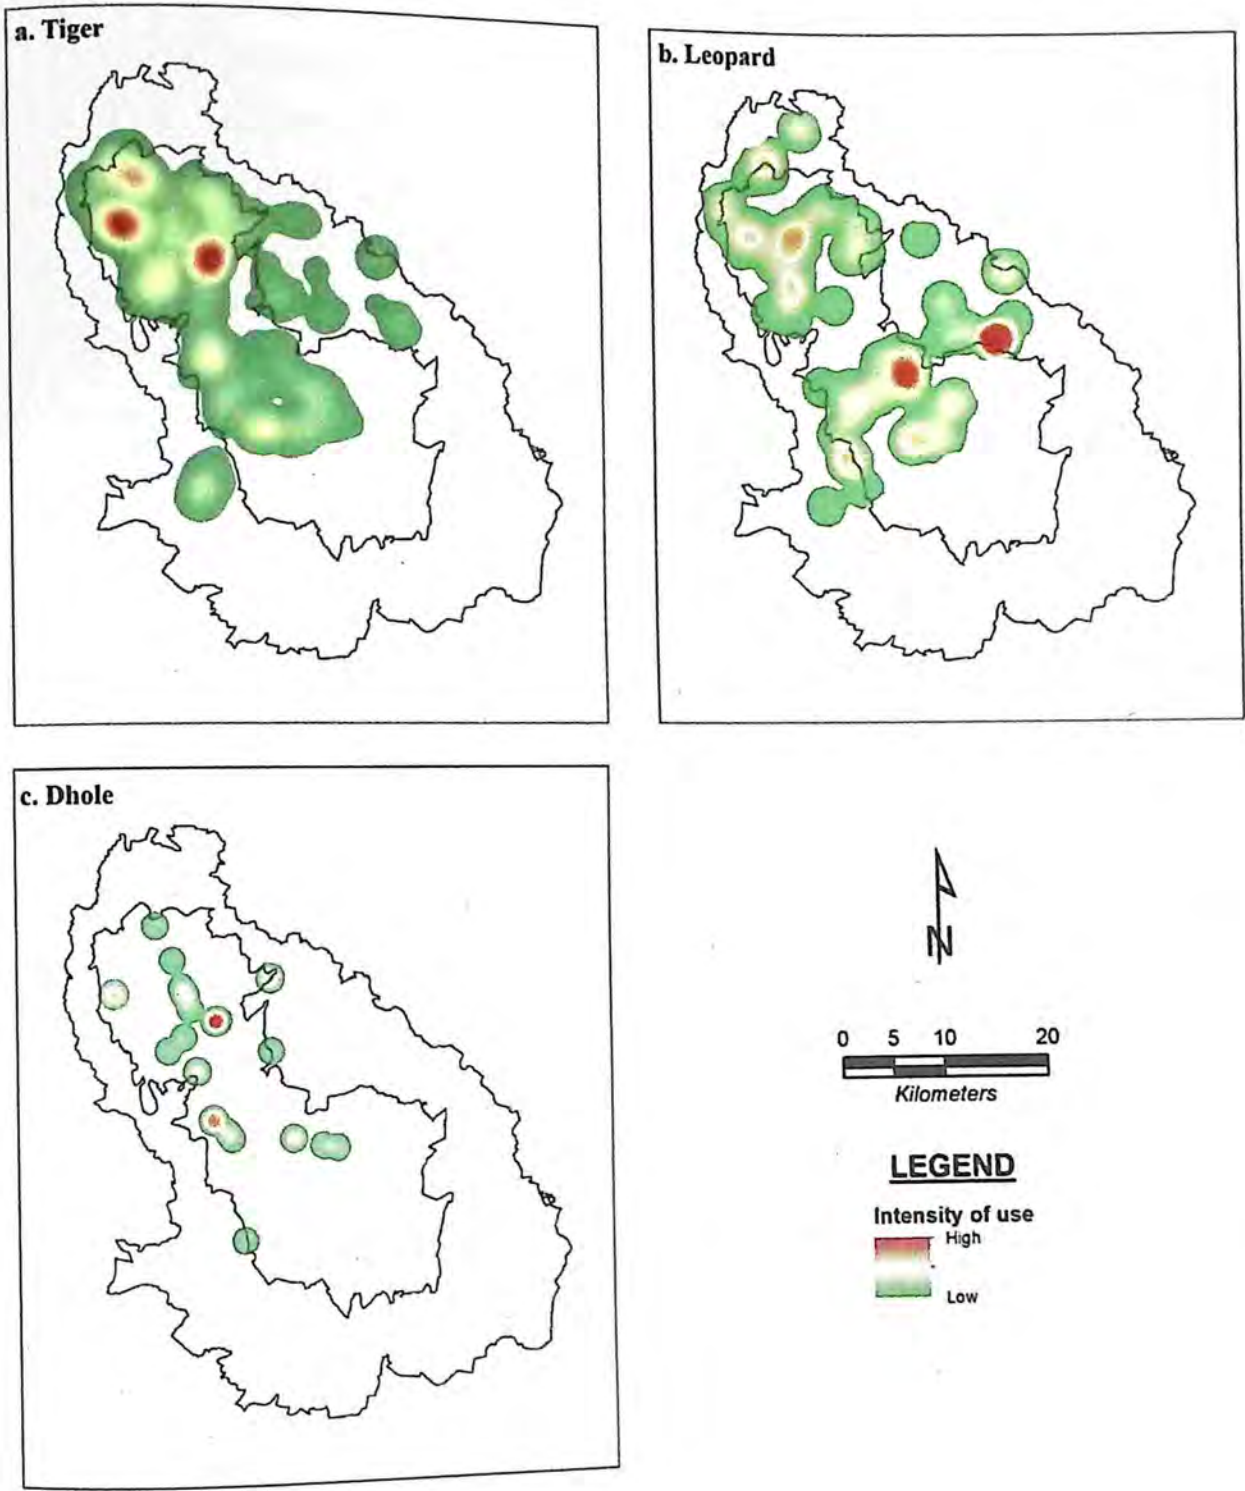 a. Tiger
b. Leopard
c. Dhole
N
0 5 10 20
Kilometers
LEGEND
Intensity of use
High
Low